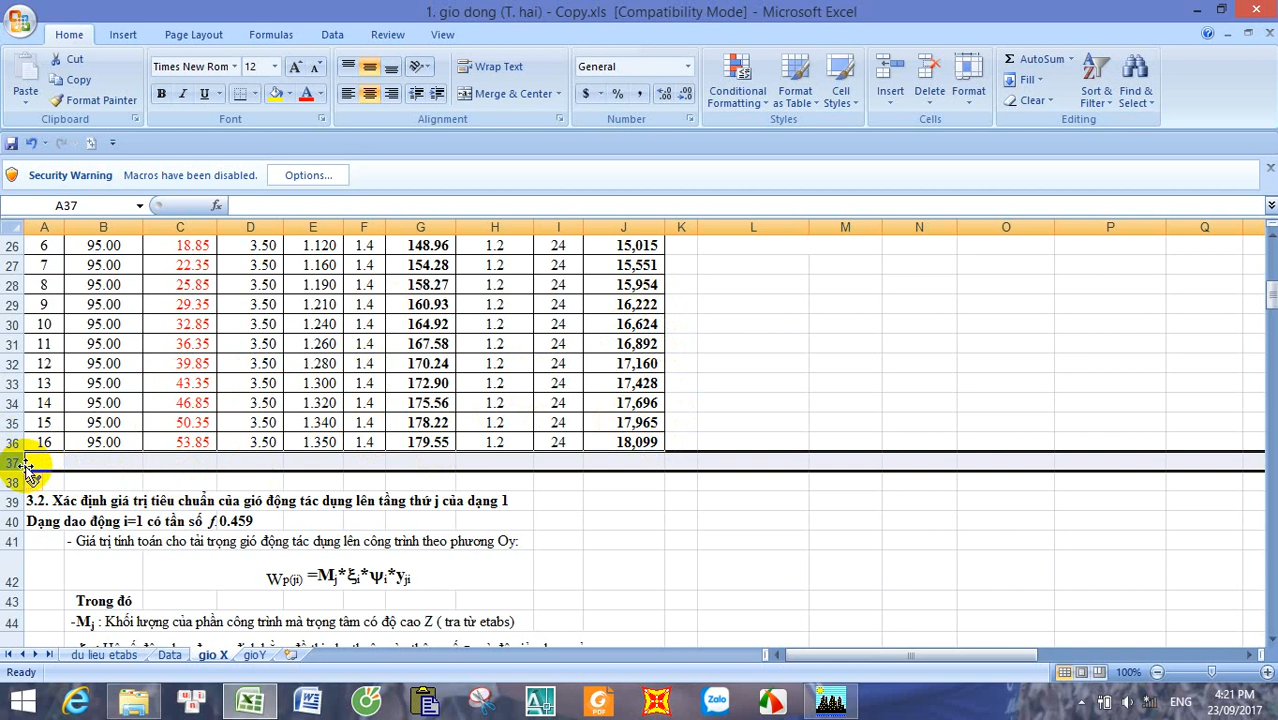 1. gio dong (T. hai) - Copy.xls [Compatibility Mode] - Microsoft Excel
Home Insert Page Layout Formulas Data Review View
Paste
Cut
Copy
Format Painter
Clipboard
Times New Rom 12
B I U
Font
Wrap Text
Merge & Center
Alignment
General
$ % ,
Number
Conditional Formatting
Format as Table
Cell Styles
Styles
Insert Delete Format
Cells
AutoSum
Fill
Clear
Sort & Filter
Find & Select
Editing
Security Warning Macros have been disabled. Options...
A37 fx
A B C D E F G H I J K L M N O P Q
26 6 95.00 18.85 3.50 1.120 1.4 148.96 1.2 24 15,015
27 7 95.00 22.35 3.50 1.160 1.4 154.28 1.2 24 15,551
28 8 95.00 25.85 3.50 1.190 1.4 158.27 1.2 24 15,954
29 9 95.00 29.35 3.50 1.210 1.4 160.93 1.2 24 16,222
30 10 95.00 32.85 3.50 1.240 1.4 164.92 1.2 24 16,624
31 11 95.00 36.35 3.50 1.260 1.4 167.58 1.2 24 16,892
32 12 95.00 39.85 3.50 1.280 1.4 170.24 1.2 24 17,160
33 13 95.00 43.35 3.50 1.300 1.4 172.90 1.2 24 17,428
34 14 95.00 46.85 3.50 1.320 1.4 175.56 1.2 24 17,696
35 15 95.00 50.35 3.50 1.340 1.4 178.22 1.2 24 17,965
36 16 95.00 53.85 3.50 1.350 1.4 179.55 1.2 24 18,099
37
38
39 3.2. Xác định giá trị tiêu chuẩn của gió động tác dụng lên tầng thứ j của dạng 1
40 Dạng dao động i=1 có tần số f 0.459
41 - Giá trị tính toán cho tải trọng gió động tác dụng lên công trình theo phương Oy:
42 Wp(ji) =Mj*ξi*ψi*yji
43 Trong đó
44 -Mj : Khối lượng của phần công trình mà trọng tâm có độ cao Z ( tra từ etabs)
du lieu etabs Data gio X gioY
Ready 100%
ENG
4:21 PM
23/09/2017
PDF
Zalo